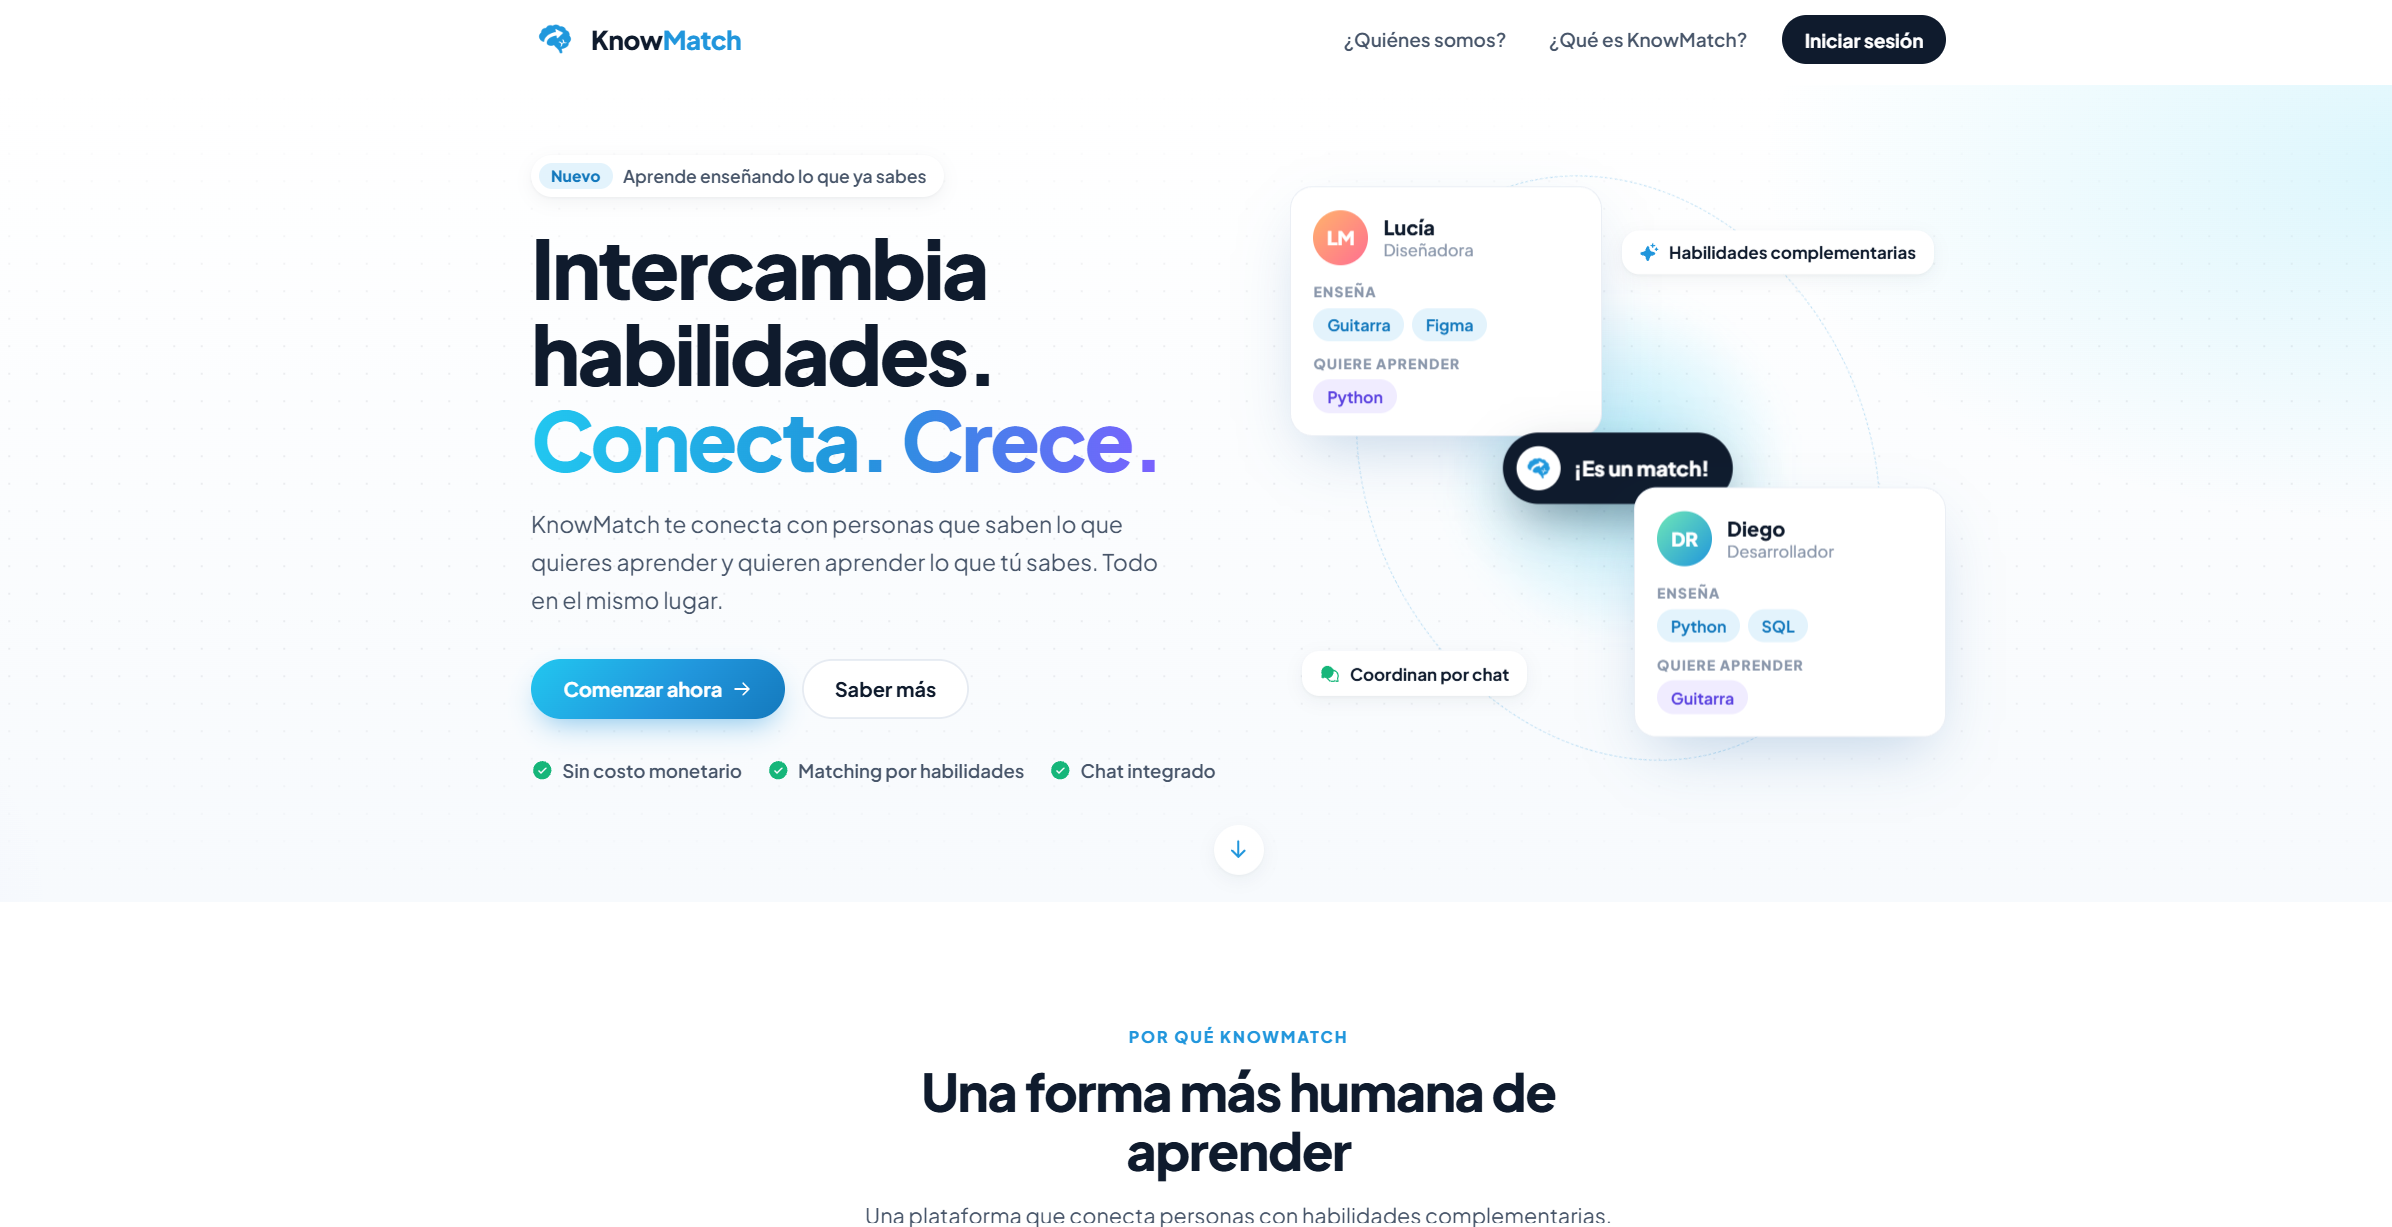 KnowMatch
¿Quiénes somos?
¿Qué es KnowMatch?
Iniciar sesión
Nuevo Aprende enseñando lo que ya sabes
Intercambia
habilidades.
Conecta. Crece.
KnowMatch te conecta con personas que saben lo que
quieres aprender y quieren aprender lo que tú sabes. Todo
en el mismo lugar.
Comenzar ahora
Saber más
Sin costo monetario
Matching por habilidades
Chat integrado
LM
Lucía
Diseñadora
ENSEÑA
Guitarra
Figma
QUIERE APRENDER
Python
Habilidades complementarias
¡Es un match!
DR
Diego
Desarrollador
ENSEÑA
Python
SQL
QUIERE APRENDER
Guitarra
Coordinan por chat
POR QUÉ KNOWMATCH
Una forma más humana de
aprender
Una plataforma que conecta personas con habilidades complementarias.